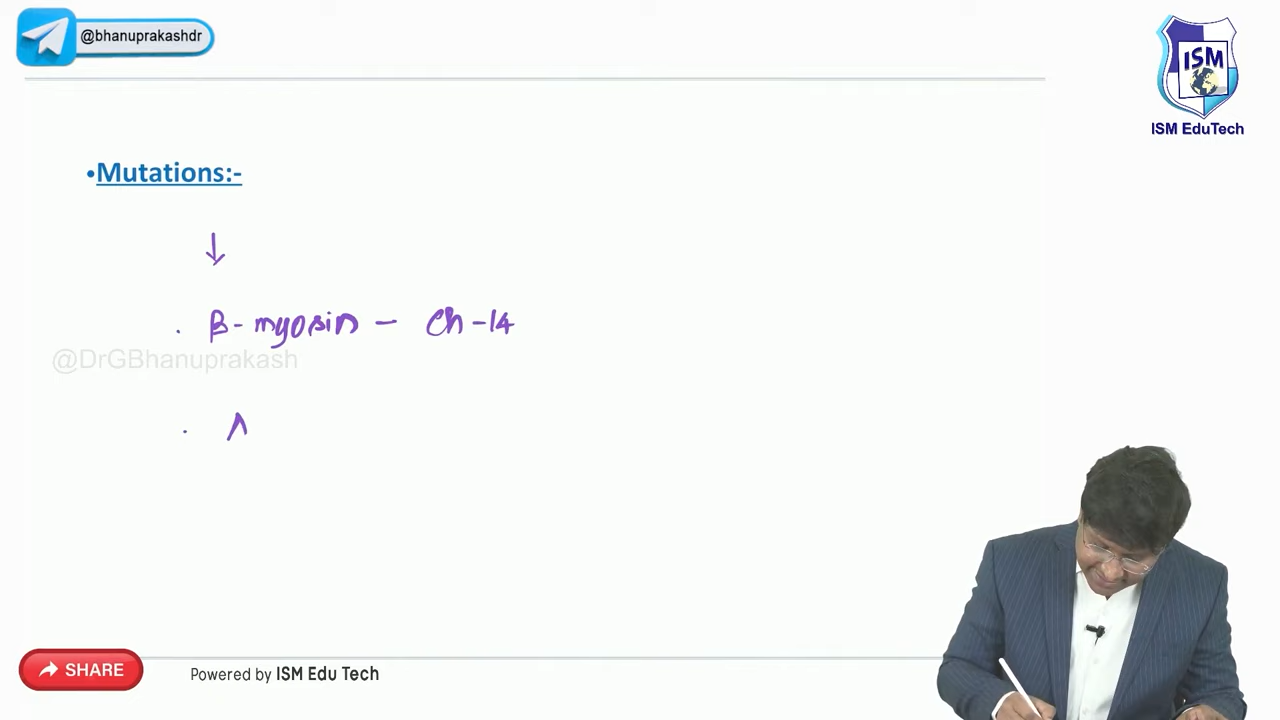 @bhanuprakashdr
ISM
ISM EduTech
•Mutations:-
↓
. β- myosin - Ch-14
@DrGBhanuprakash
.
SHARE
Powered by ISM Edu Tech